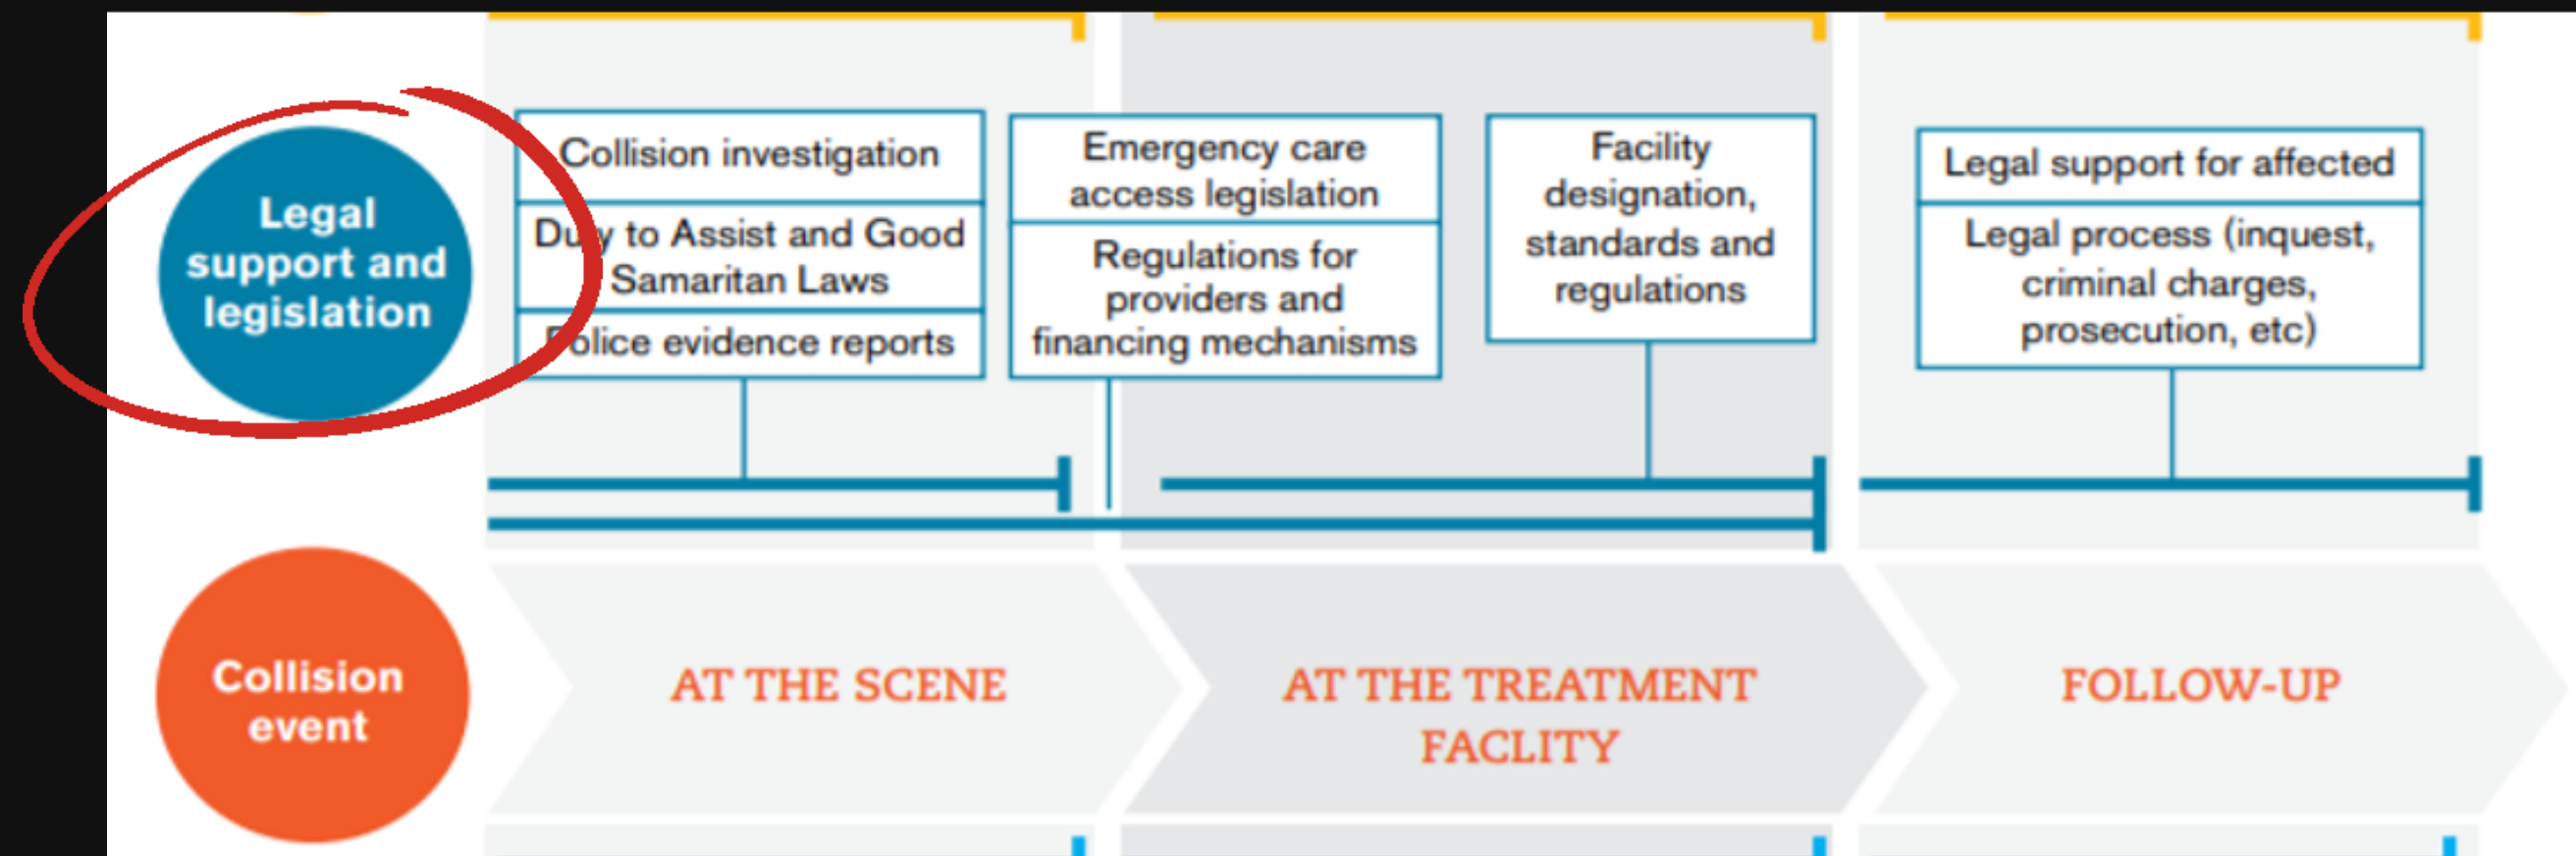 Legal
support and
legislation
Collision investigation
Duty to Assist and Good
Samaritan Laws
Police evidence reports
Emergency care
access legislation
Regulations for
providers and
financing mechanisms
Facility
designation,
standards and
regulations
Legal support for affected
Legal process (inquest,
criminal charges,
prosecution, etc)
Collision
event
AT THE SCENE
AT THE TREATMENT
FACLITY
FOLLOW-UP